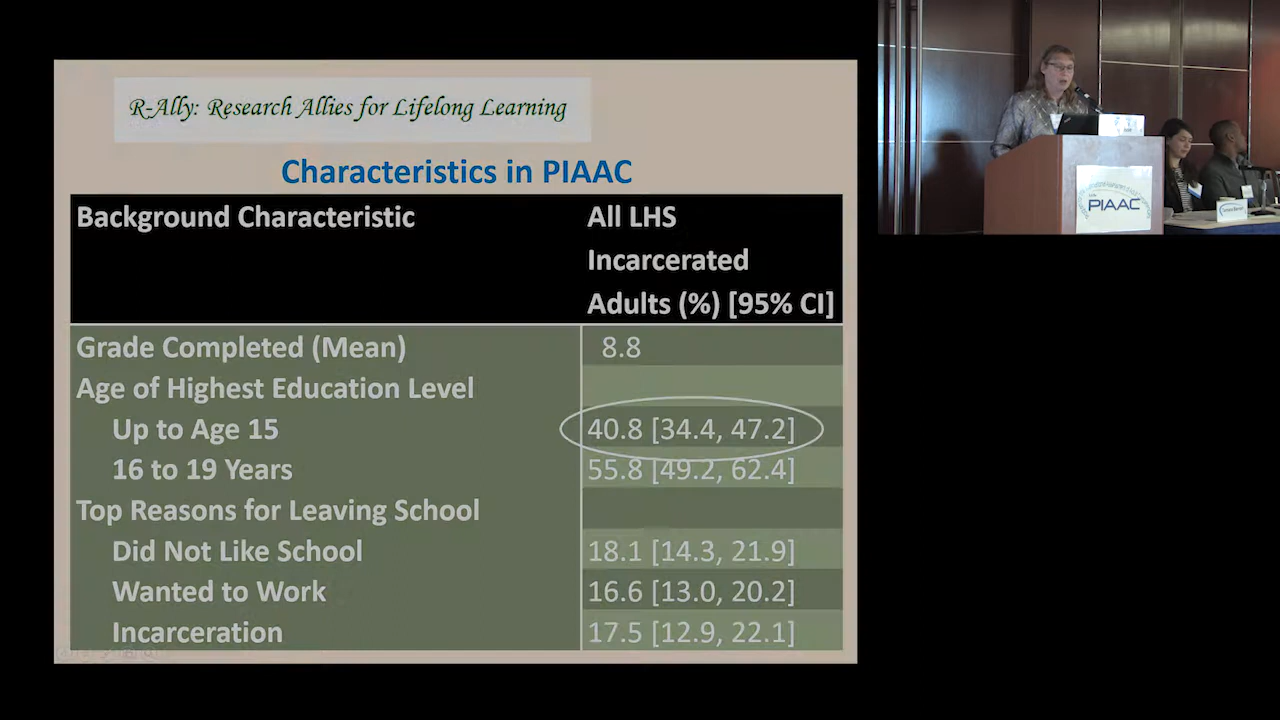 R-Ally: Research Allies for Lifelong Learning
Characteristics in PIAAC
Background Characteristic
All LHS
Incarcerated
Adults (%) [95% CI]
Grade Completed (Mean) 8.8
Age of Highest Education Level
Up to Age 15 40.8 [34.4, 47.2]
16 to 19 Years 55.8 [49.2, 62.4]
Top Reasons for Leaving School
Did Not Like School 18.1 [14.3, 21.9]
Wanted to Work 16.6 [13.0, 20.2]
Incarceration 17.5 [12.9, 22.1]
PIAAC